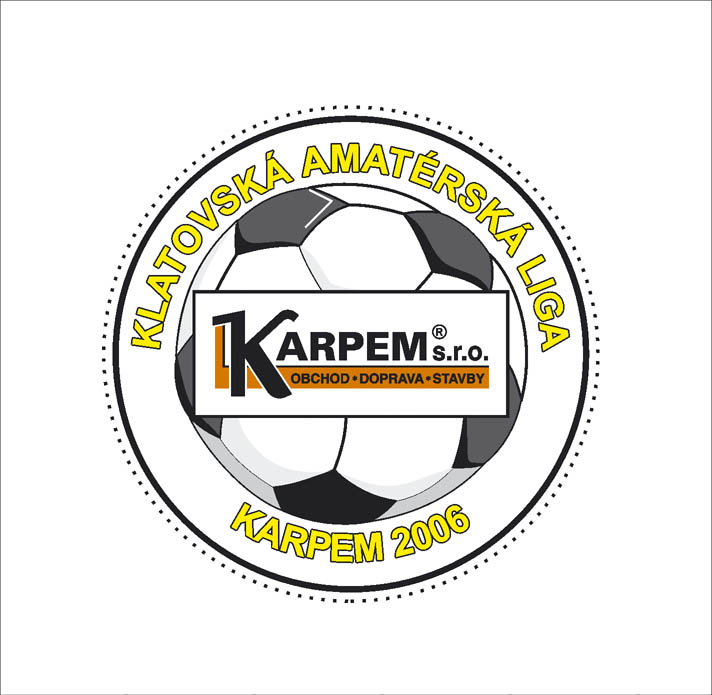 KLATOVSKÁ AMATÉRSKÁ LIGA
KARPEM® s.r.o.
OBCHOD•DOPRAVA•STAVBY
KARPEM 2006